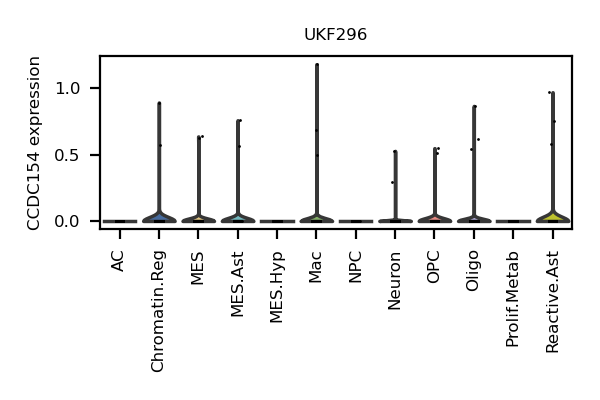 UKF296
CCDC154 expression
1.0
0.5
0.0
AC
Chromatin.Reg
MES
MES.Ast
MES.Hyp
Mac
NPC
Neuron
OPC
Oligo
Prolif.Metab
Reactive.Ast